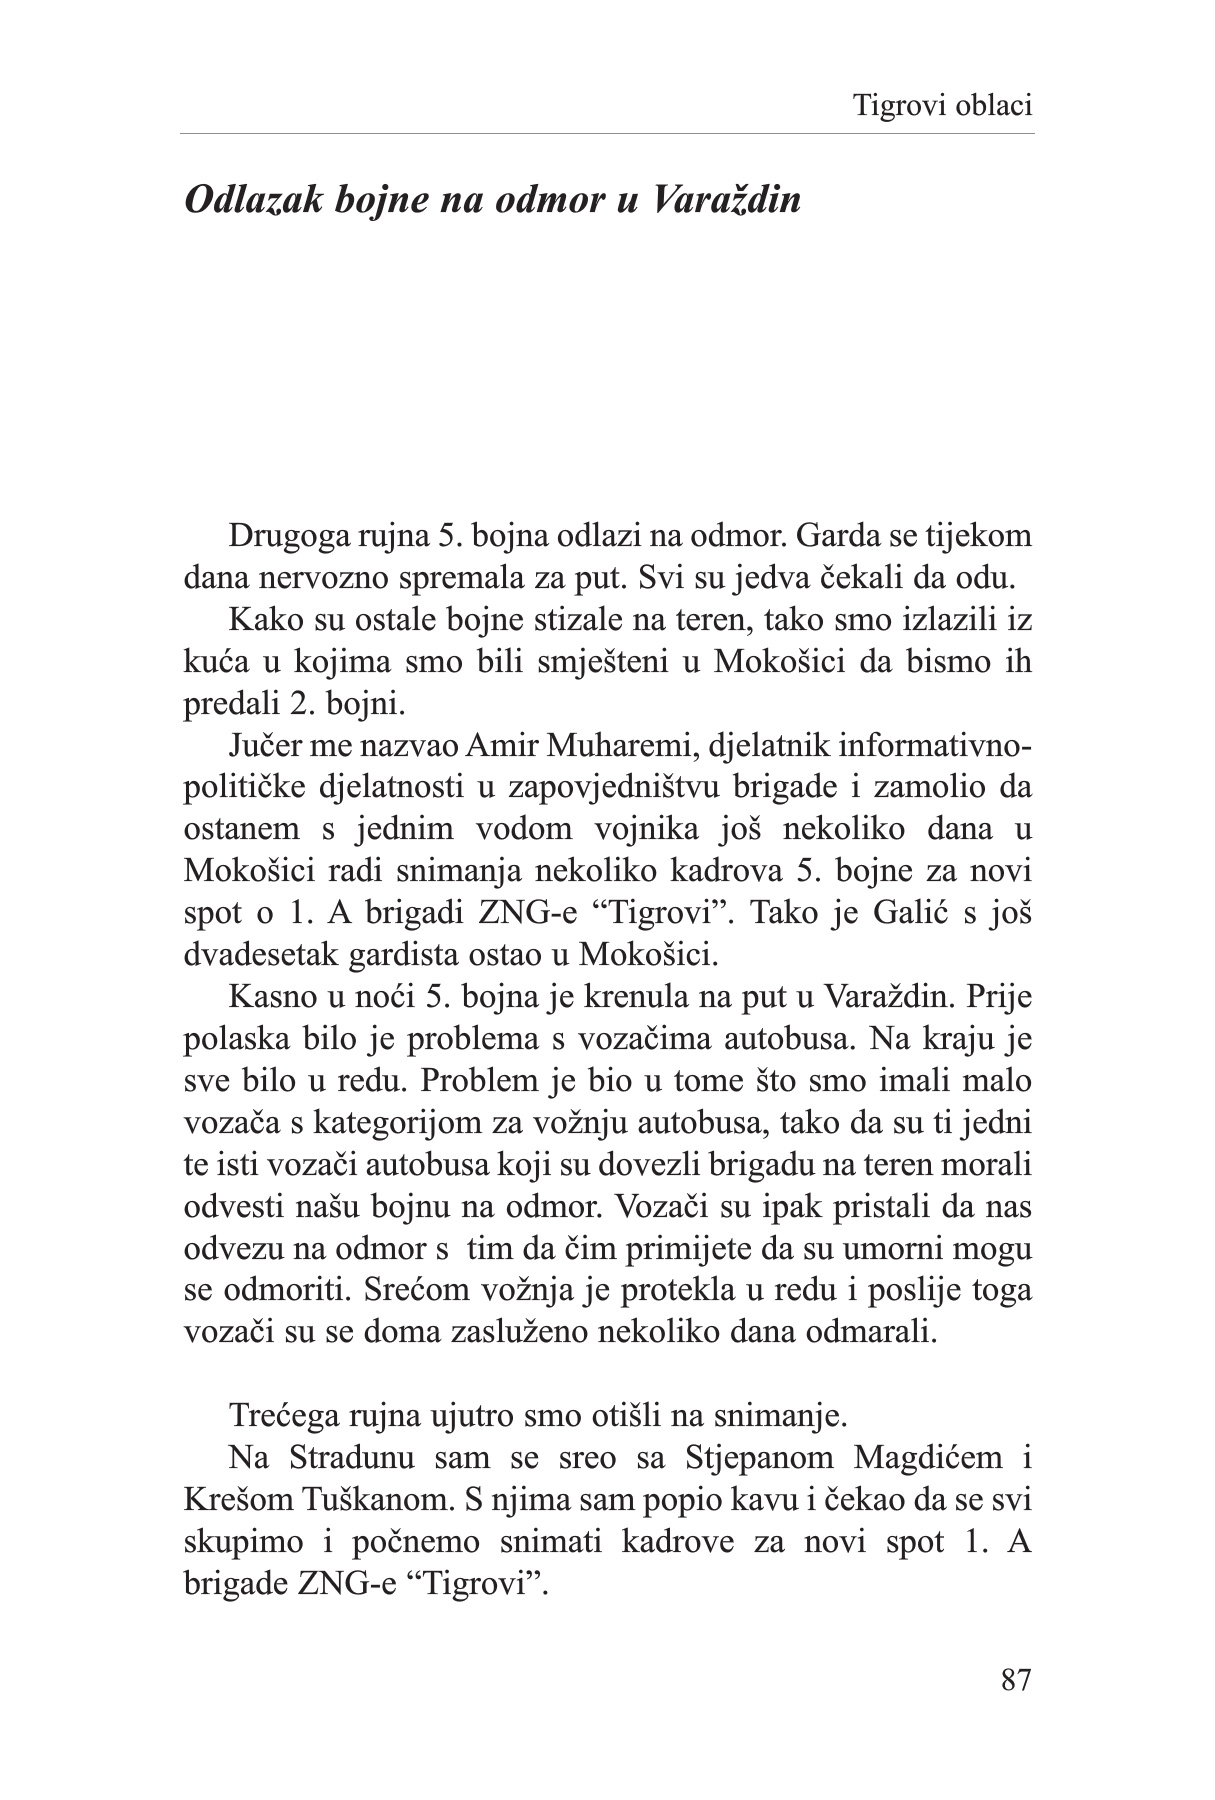 Tigrovi oblaci
Odlazak bojne na odmor u Varaždin
Drugoga rujna 5. bojna odlazi na odmor. Garda se tijekom
dana nervozno spremala za put. Svi su jedva čekali da odu.
Kako su ostale bojne stizale na teren, tako smo izlazili iz
kuća u kojima smo bili smješteni u Mokošici da bismo ih
predali 2. bojni.
Jučer me nazvao Amir Muharemi, djelatnik informativno-
političke djelatnosti u zapovjedništvu brigade i zamolio da
ostanem s jednim vodom vojnika još nekoliko dana u
Mokošici radi snimanja nekoliko kadrova 5. bojne za novi
spot o 1. A brigadi ZNG-e “Tigrovi”. Tako je Galić s još
dvadesetak gardista ostao u Mokošici.
Kasno u noći 5. bojna je krenula na put u Varaždin. Prije
polaska bilo je problema s vozačima autobusa. Na kraju je
sve bilo u redu. Problem je bio u tome što smo imali malo
vozača s kategorijom za vožnju autobusa, tako da su ti jedni
te isti vozači autobusa koji su dovezli brigadu na teren morali
odvesti našu bojnu na odmor. Vozači su ipak pristali da nas
odvezu na odmor s  tim da čim primijete da su umorni mogu
se odmoriti. Srećom vožnja je protekla u redu i poslije toga
vozači su se doma zasluženo nekoliko dana odmarali.
Trećega rujna ujutro smo otišli na snimanje.
Na Stradunu sam se sreo sa Stjepanom Magdićem i
Krešom Tuškanom. S njima sam popio kavu i čekao da se svi
skupimo i počnemo snimati kadrove za novi spot 1. A
brigade ZNG-e “Tigrovi”.
87